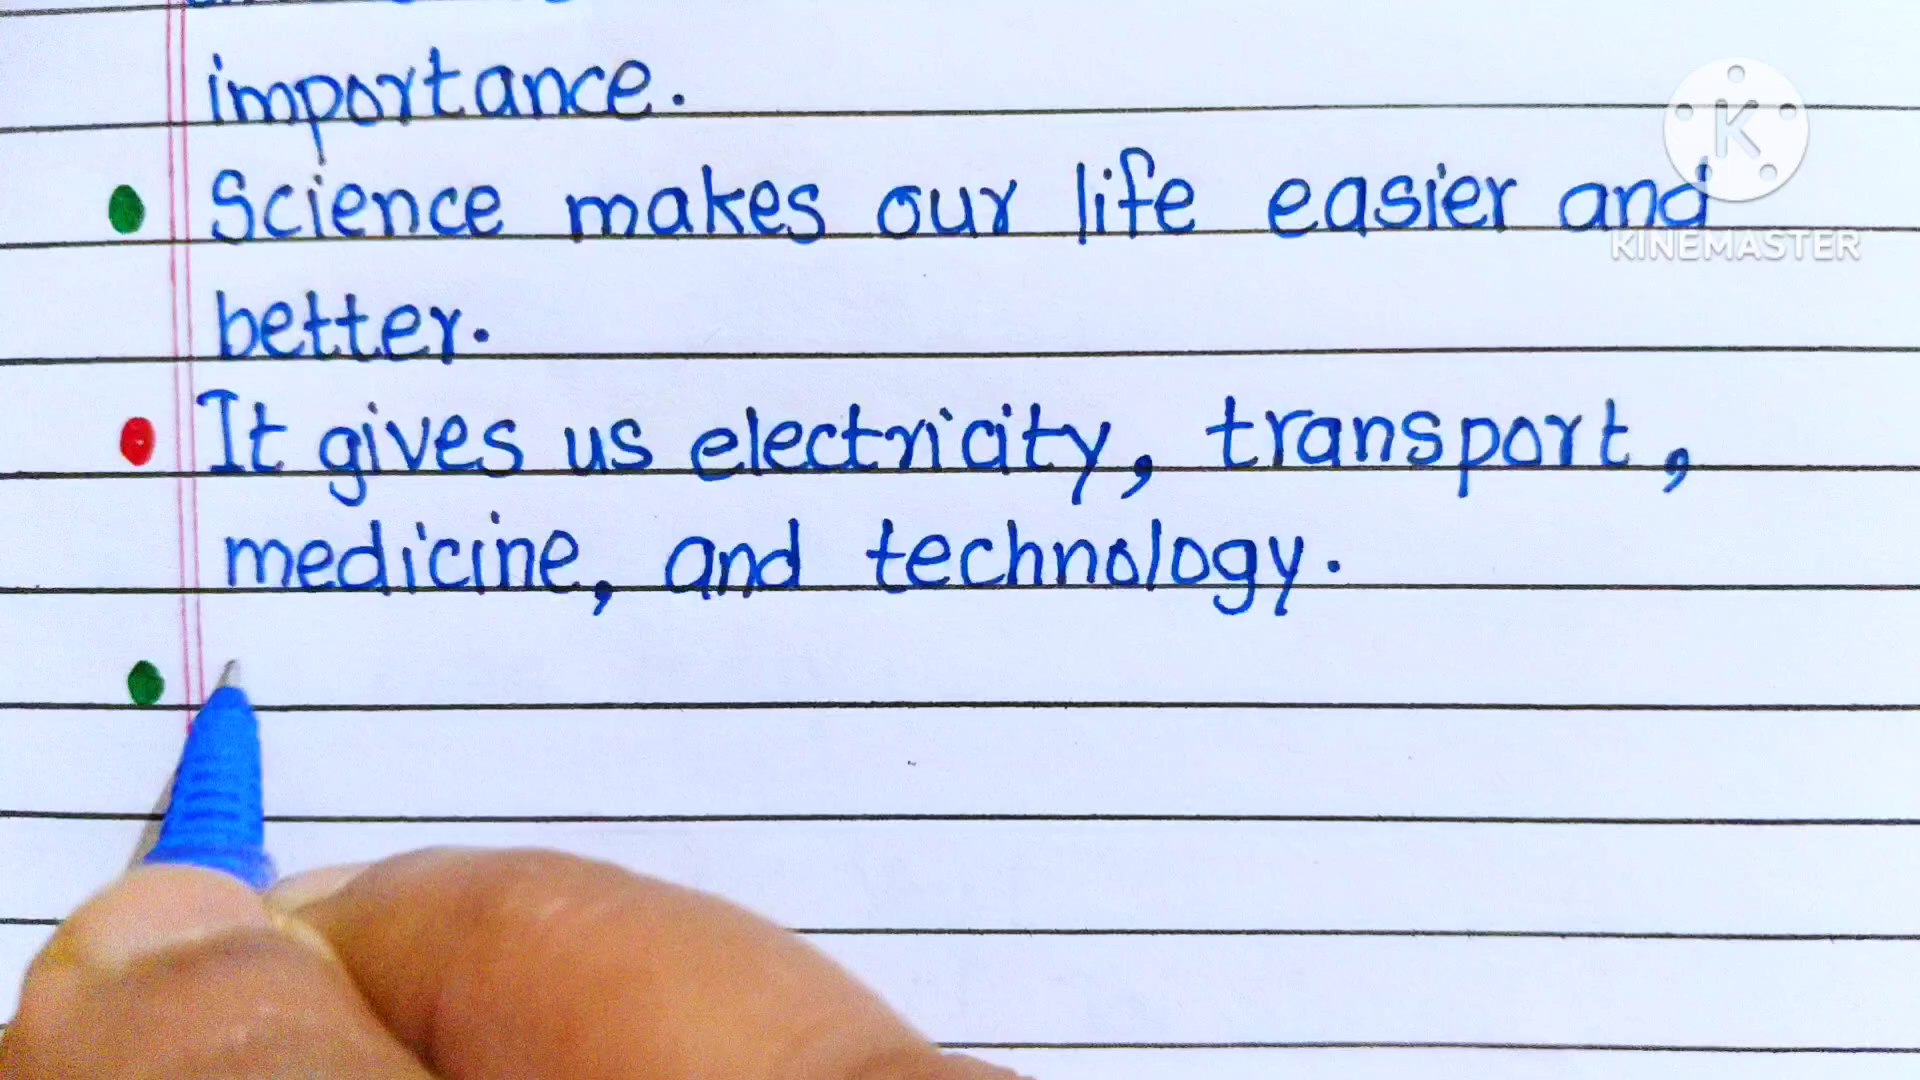 importance.
Science makes our life easier and
better.
It gives us electricity, transport,
medicine, and technology.
KINEMASTER